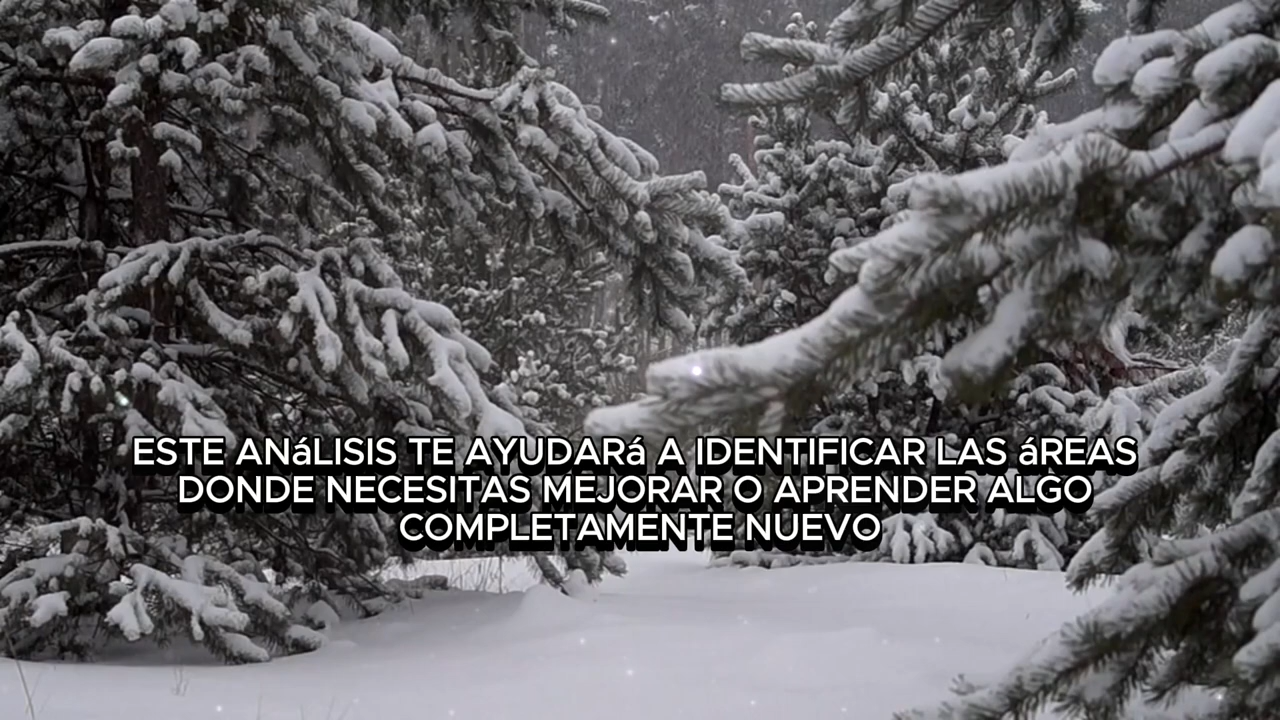 ESTE ANáLISIS TE AYUDARá A IDENTIFICAR LAS áREAS
DONDE NECESITAS MEJORAR O APRENDER ALGO
COMPLETAMENTE NUEVO